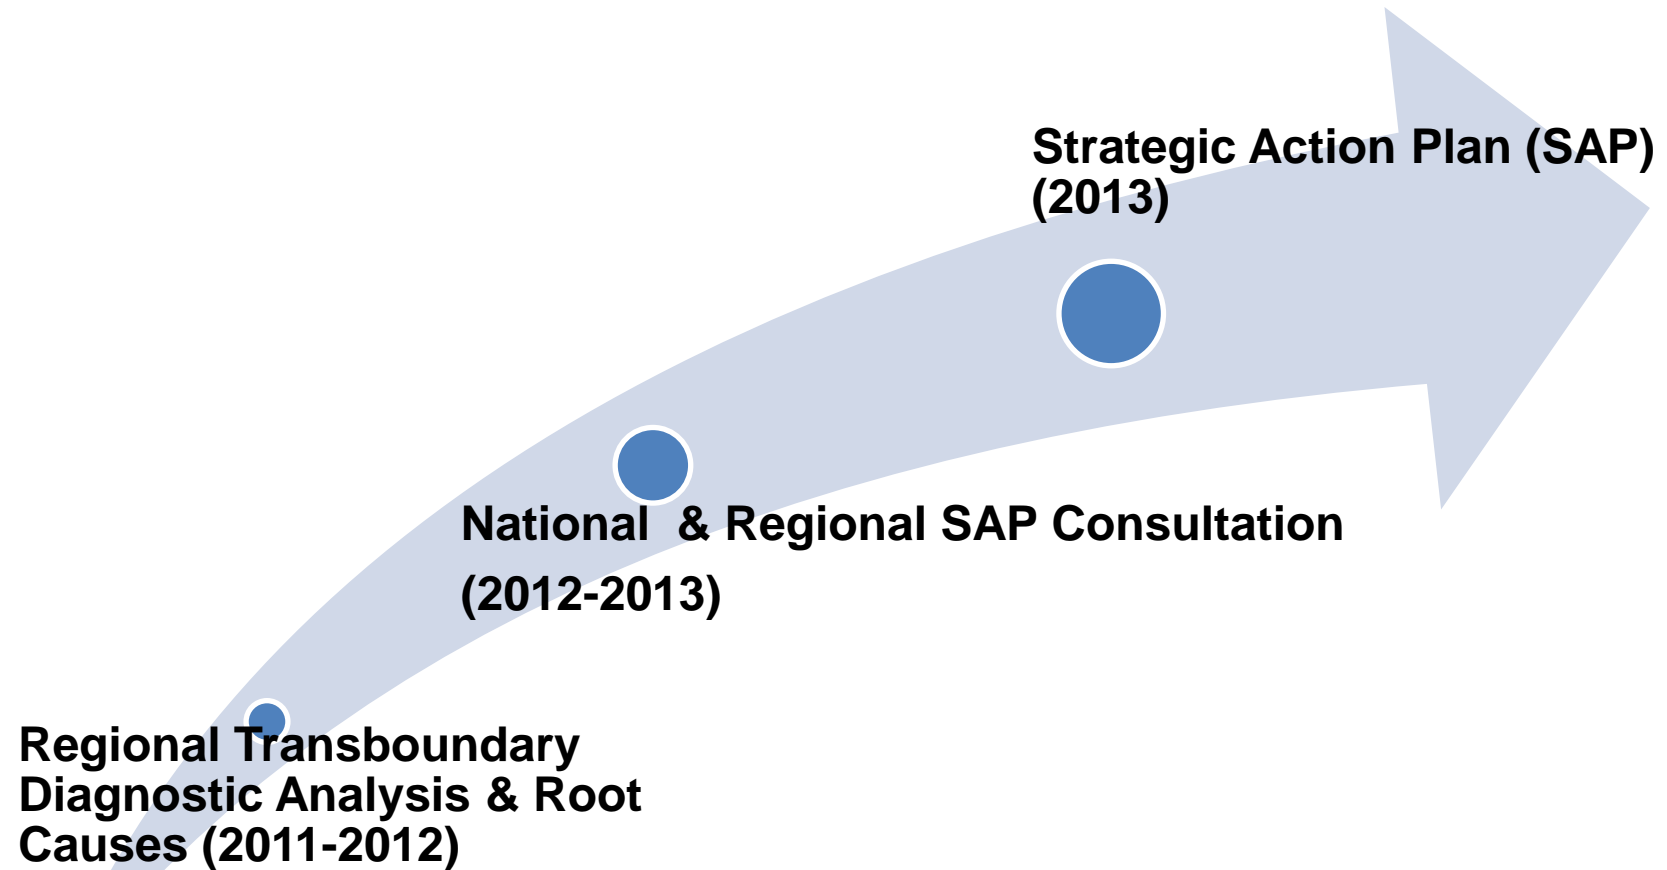 Strategic Action Plan (SAP)
(2013)
National & Regional SAP Consultation
(2012-2013)
Regional Transboundary
Diagnostic Analysis & Root
Causes (2011-2012)